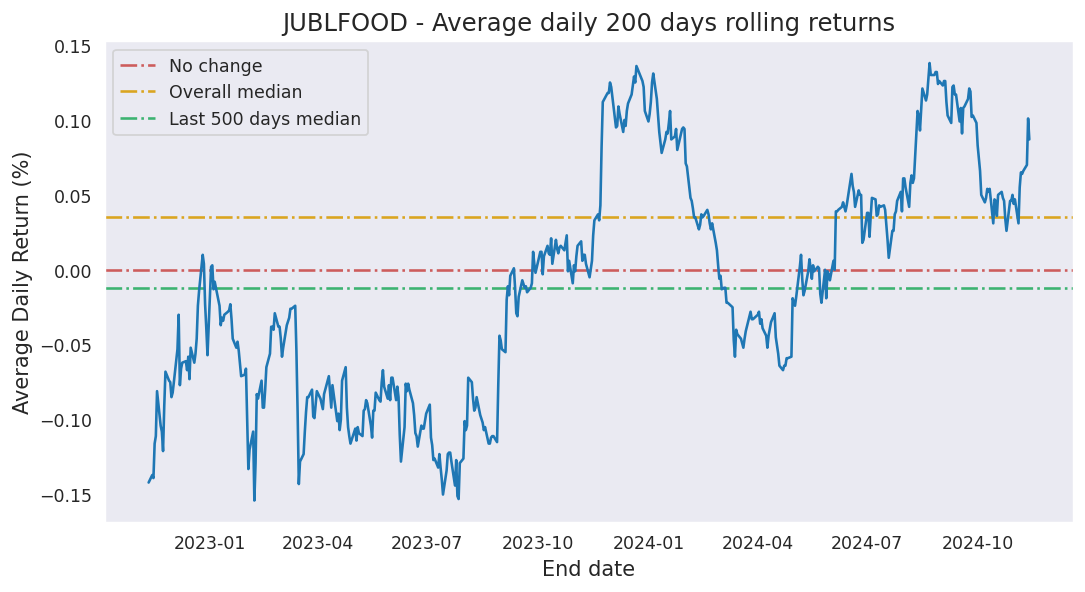 JUBLFOOD - Average daily 200 days rolling returns
No change
Overall median
Last 500 days median
Average Daily Return (%)
0.15
0.10
0.05
0.00
−0.05
−0.10
−0.15
2023-01 2023-04 2023-07 2023-10 2024-01 2024-04 2024-07 2024-10
End date